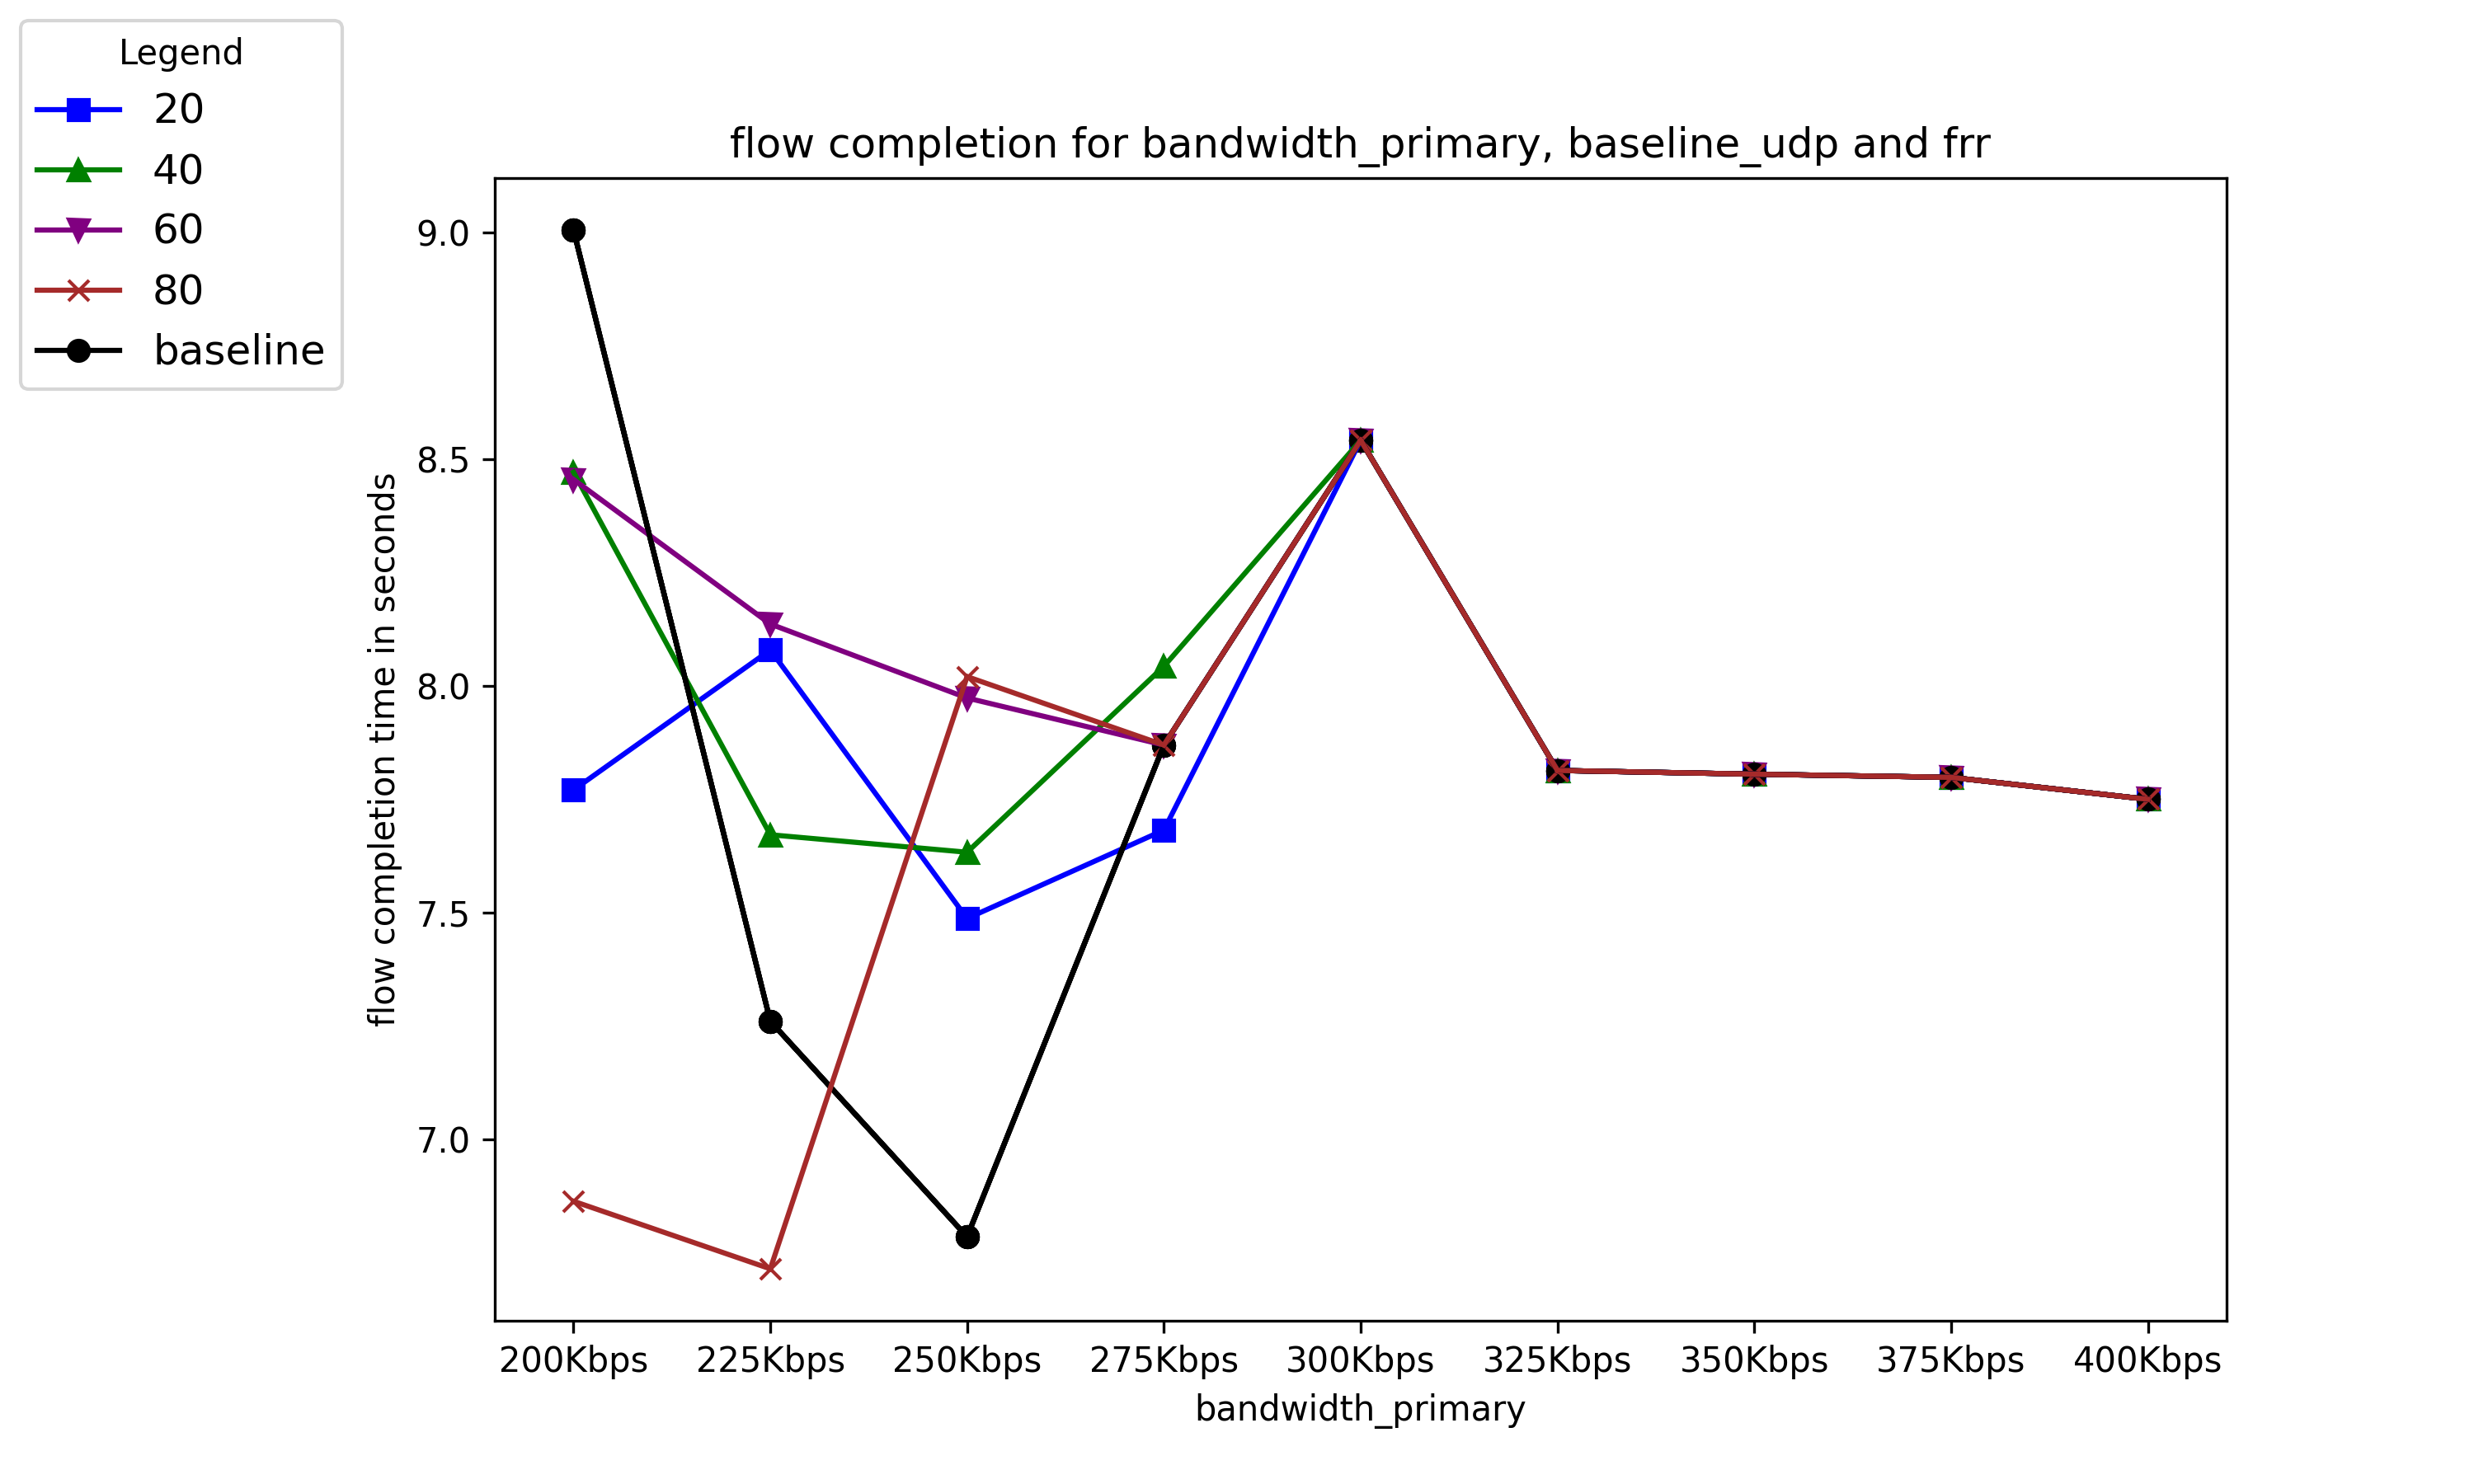 Legend
20
40
60
80
baseline
flow completion for bandwidth_primary, baseline_udp and frr
flow completion time in seconds
9.0
8.5
8.0
7.5
7.0
200Kbps 225Kbps 250Kbps 275Kbps 300Kbps 325Kbps 350Kbps 375Kbps 400Kbps
bandwidth_primary